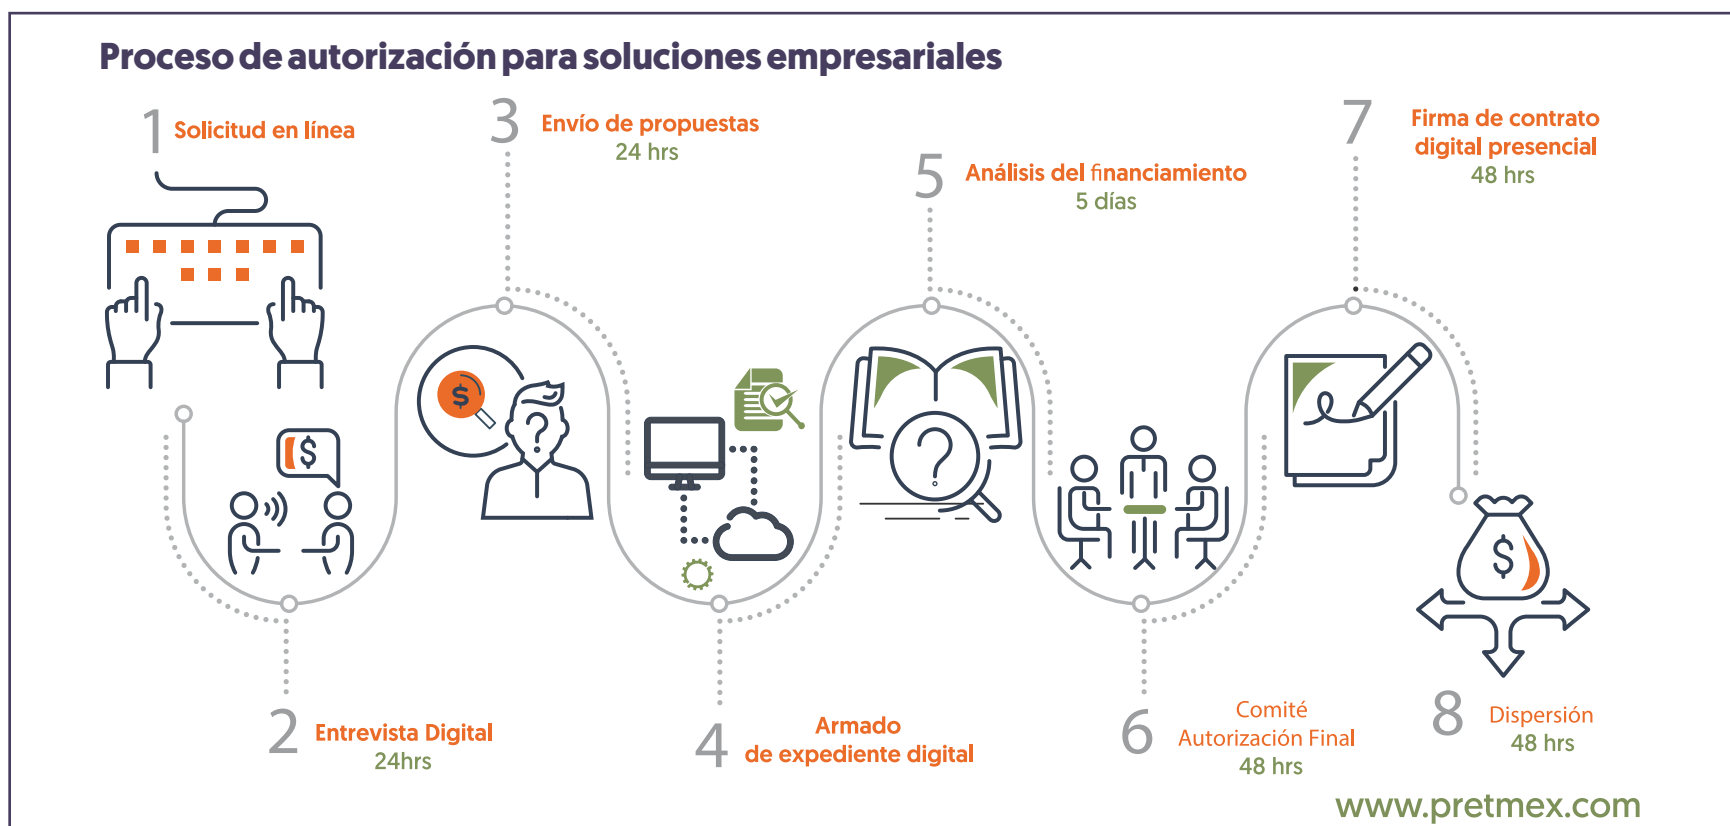 Proceso de autorización para soluciones empresariales
1
Solicitud en línea
2
Entrevista Digital
24hrs
3
Envío de propuestas
24 hrs
4
Armado
de expediente digital
5
Análisis del financiamiento
5 días
6
Comité
Autorización Final
48 hrs
7
Firma de contrato
digital presencial
48 hrs
8
Dispersión
48 hrs
$
$
?
?
$
www.pretmex.com